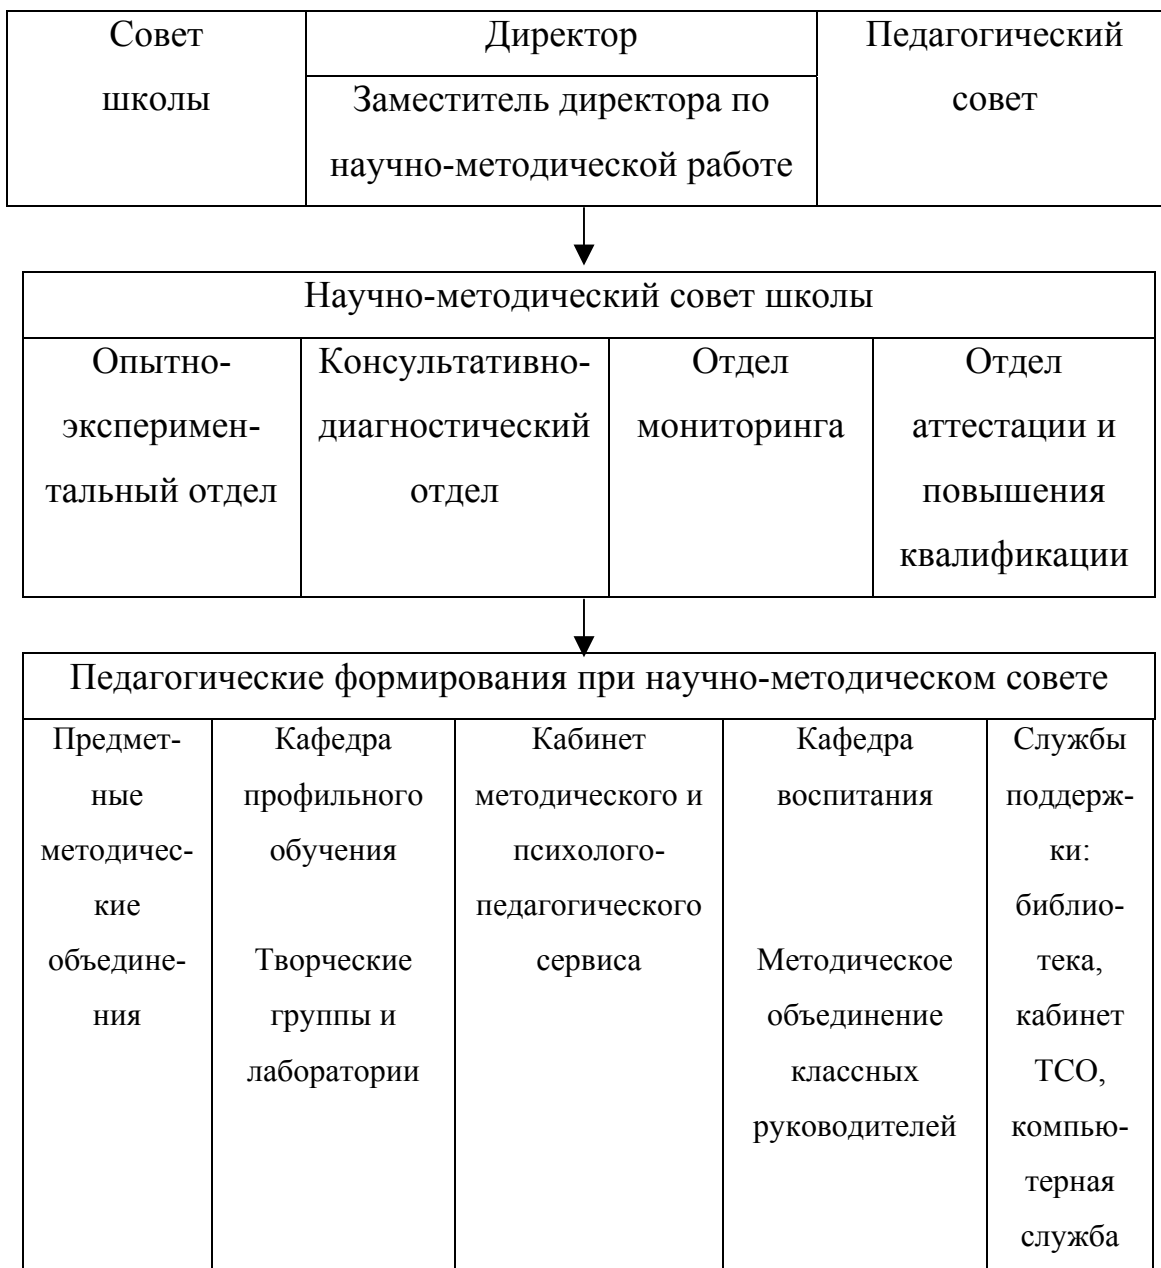 Совет
школы
Директор
Заместитель директора по
научно-методической работе
Педагогический
совет
Научно-методический совет школы
Опытно-
эксперимен-
тальный отдел
Консультативно-
диагностический
отдел
Отдел
мониторинга
Отдел
аттестации и
повышения
квалификации
Педагогические формирования при научно-методическом совете
Предмет-
ные
методичес-
кие
объедине-
ния
Кафедра
профильного
обучения
Творческие
группы и
лаборатории
Кабинет
методического и
психолого-
педагогического
сервиса
Кафедра
воспитания
Методическое
объединение
классных
руководителей
Службы
поддерж-
ки:
библио-
тека,
кабинет
ТСО,
компью-
терная
служба